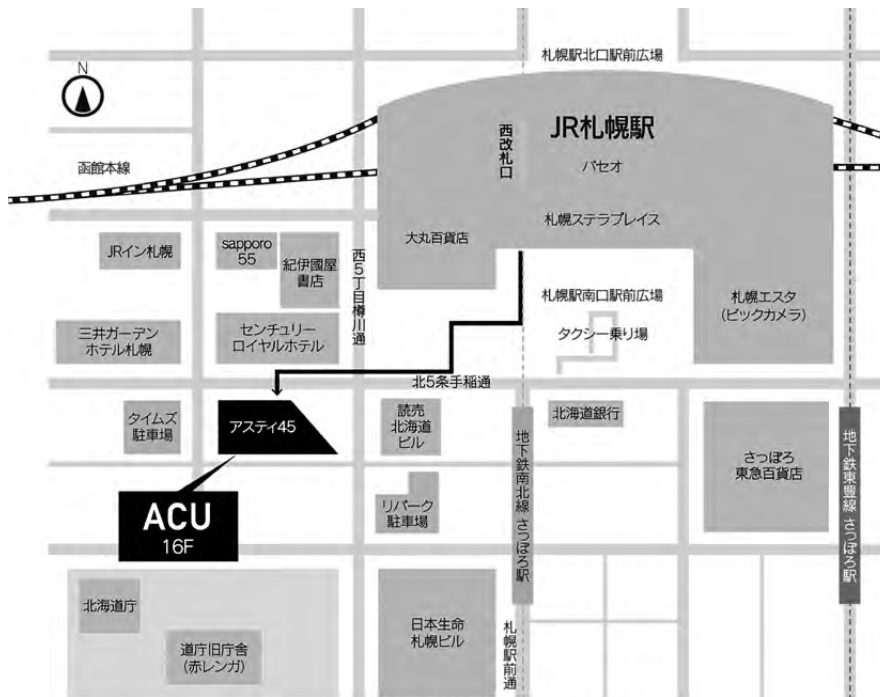 札幌駅北口駅前広場
N
JR札幌駅
西改札口
パセオ
函館本線
札幌ステラプレイス
大丸百貨店
JRイン札幌
sapporo
55
紀伊國屋
書店
西5丁目樽川通
札幌駅南口駅前広場
札幌エスタ
(ビックカメラ)
タクシー乗り場
三井ガーデン
ホテル札幌
センチュリー
ロイヤルホテル
北5条手稲通
タイムズ
駐車場
アスティ45
読売
北海道
ビル
北海道銀行
地下鉄南北線 さっぽろ駅
さっぽろ
東急百貨店
地下鉄東豊線 さっぽろ駅
ACU
16F
リパーク
駐車場
北海道庁
道庁旧庁舎
(赤レンガ)
日本生命
札幌ビル
札幌駅前通